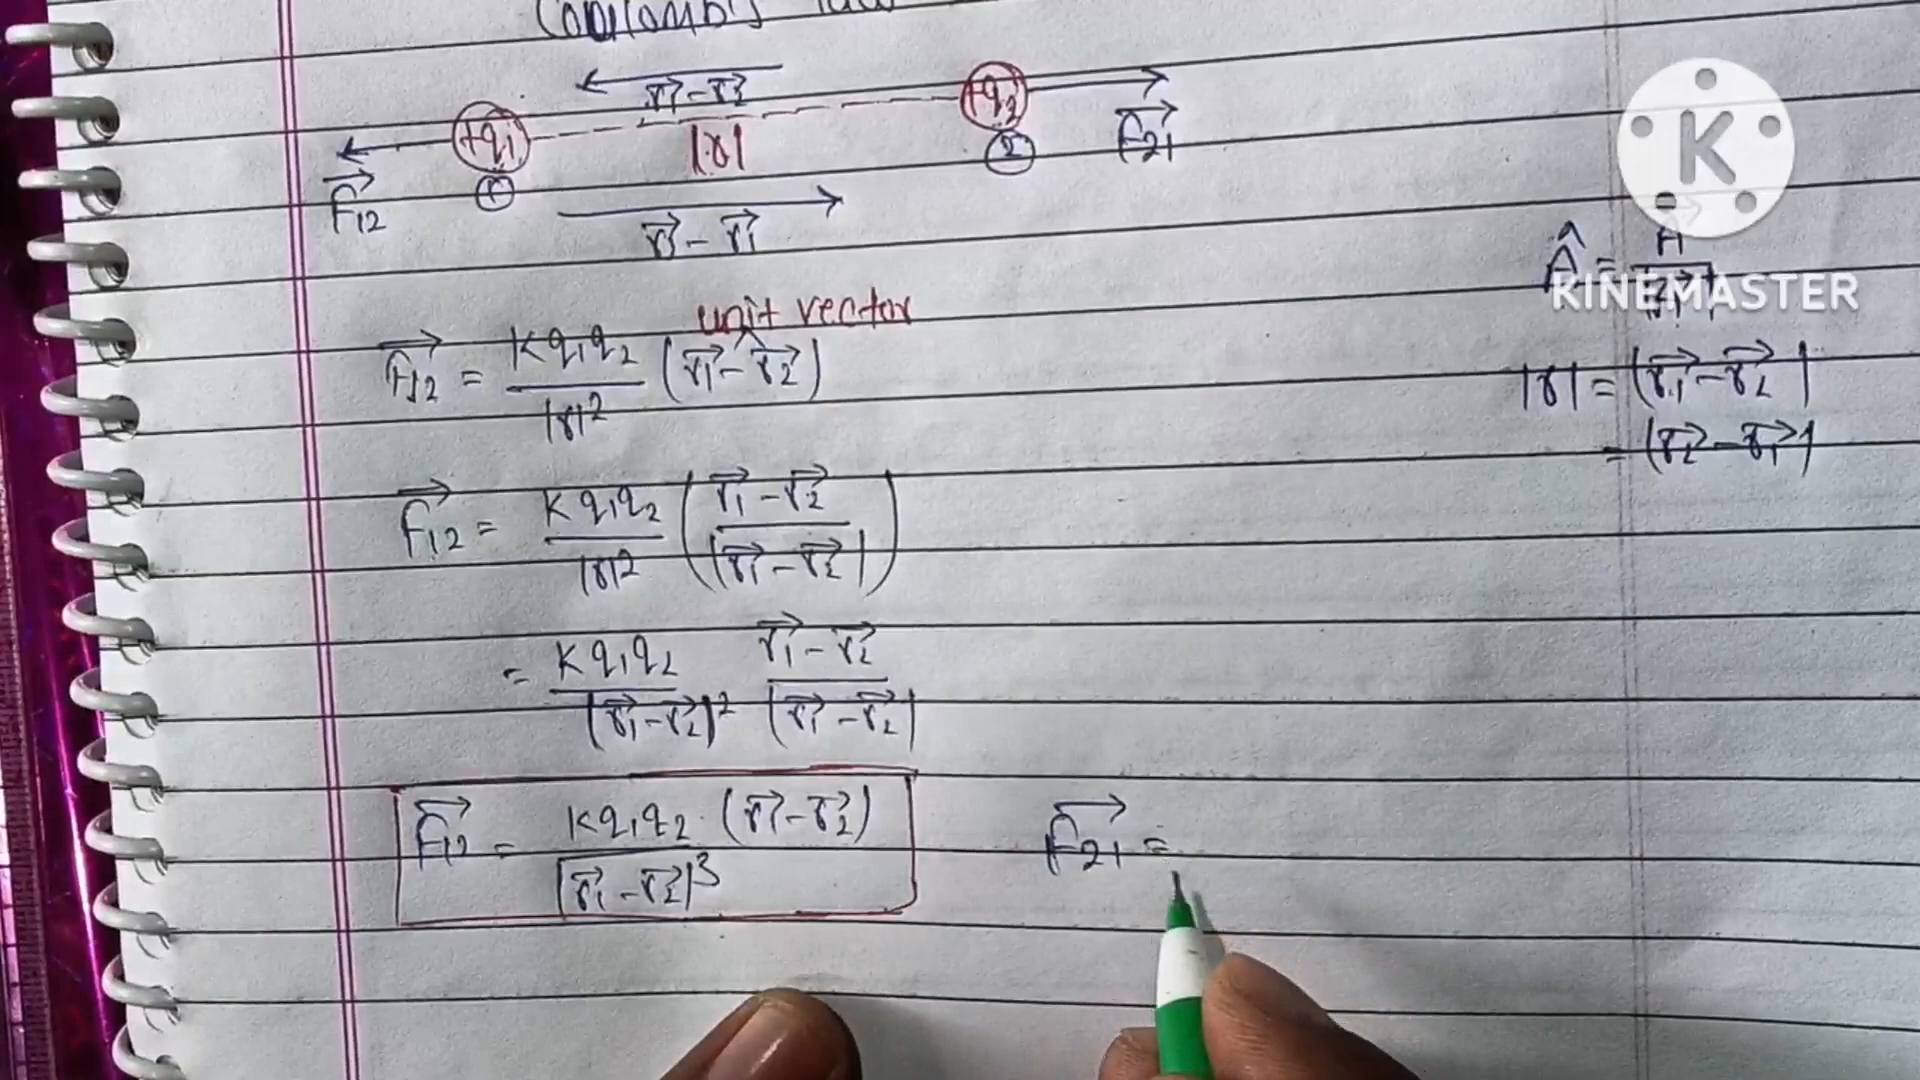 Coulomb's law
r₁⃗ - r₂⃗
+q₁ |r| +q₂
F₁₂⃗ 1 2 F₂₁⃗
r⃗ - r₁⃗
K
KINEMASTER
Â =
unit vector
F₁₂⃗ = Kq₁q₂/|r|² (r₁⃗ - r₂⃗)
|r| = |r₁⃗ - r₂⃗|
= |r₂⃗ - r₁⃗|
F₁₂⃗ = Kq₁q₂/|r|² ((r₁⃗ - r₂⃗)/|r₁⃗ - r₂⃗|)
= Kq₁q₂/|r₁⃗ - r₂⃗|² (r₁⃗ - r₂⃗)/|r₁⃗ - r₂⃗|
F₁₂⃗ = Kq₁q₂·(r₁⃗ - r₂⃗)/|r₁⃗ - r₂⃗|³
F₂₁⃗ =